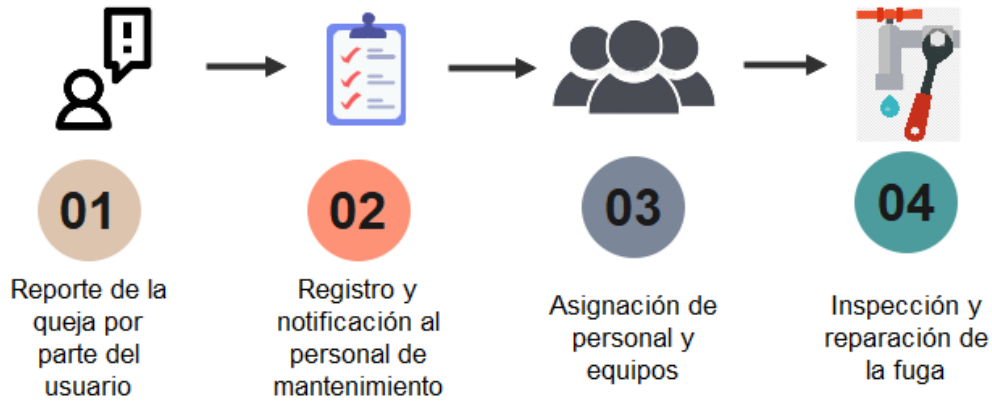 01
Reporte de la
queja por
parte del
usuario
02
Registro y
notificación al
personal de
mantenimiento
03
Asignación de
personal y
equipos
04
Inspección y
reparación de
la fuga